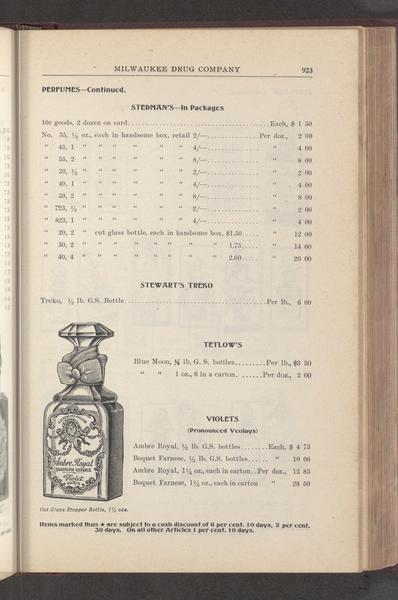 MILWAUKEE DRUG COMPANY 923
PERFUMES—Continued.
STEDMAN'S—In Packages
10c goods, 2 dozen on card........Each, $ 1 50
No. 35, ½ oz., each in handsome box, retail 2/—........Per doz., 2 00
" 45, 1 " " " " " " 4/—........ " 4 00
" 55, 2 " " " " " " 8/—........ " 8 00
" 39, ½ " " " " " " 2/—........ " 2 00
" 49, 1 " " " " " " 4/—........ " 4 00
" 59, 2 " " " " " " 8/—........ " 8 00
" 723, ½ " " " " " " 2/—........ " 2 00
" 823, 1 " " " " " " 4/—........ " 4 00
" 20, 2 " cut glass bottle, each in handsome box, $1.50..... " 12 00
" 30, 2 " " " " " " " " 1.75..... " 14 00
" 40, 4 " " " " " " " " 2.00..... " 20 00
STEWART'S TREKO
Treko, ½ lb. G.S. Bottle........Per lb., 6 00
TETLOW'S
Blue Moon, ½ lb, G. S. bottles.........Per lb., $3 50
" " 1 oz., 6 in a carton. ......Per doz., 2 00
VIOLETS
(Pronounced Veolays)
Ambre Royal, ½ lb. G.S. bottles........Each, $ 4 75
Boquet Farnese, ½ lb. G.S. bottles...... " 10 00
Ambre Royal, 1¼ oz., each in carton..Per doz., 12 85
Boquet Farnese, 1½ oz., each in carton " 28 50
Ambre Royal
Violet
PARIS
Cut Glass Stopper Bottle, 1½ ozs.
Items marked thus ★ are subject to a cash discount of 6 per cent. 10 days, 5 per cent.
30 days. On all other Articles 1 per cent. 10 days.